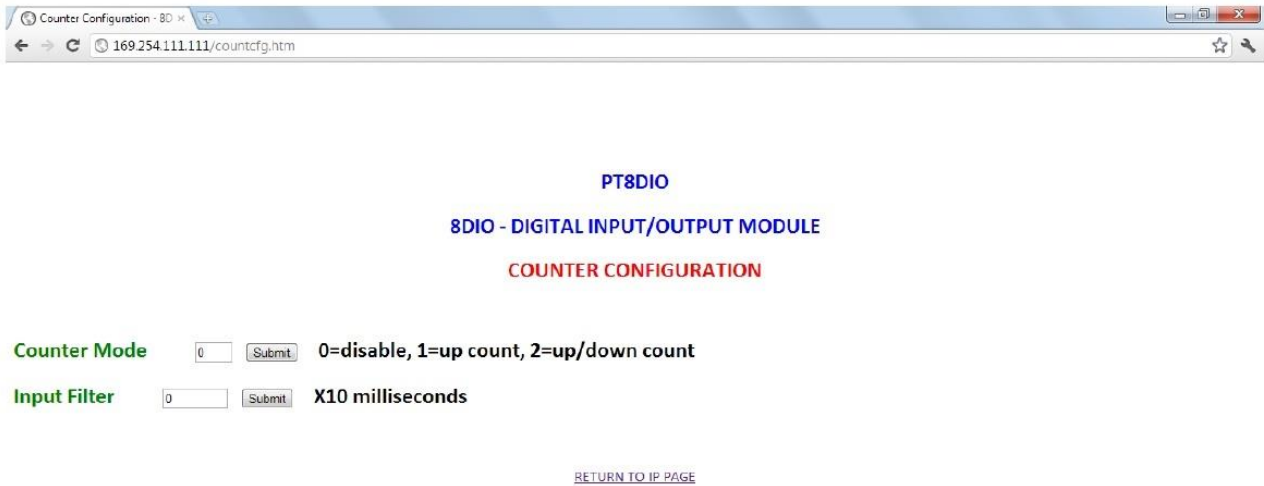 Counter Configuration - 8D
169.254.111.111/countcfg.htm
PT8DIO
8DIO - DIGITAL INPUT/OUTPUT MODULE
COUNTER CONFIGURATION
Counter Mode 0 Submit 0=disable, 1=up count, 2=up/down count
Input Filter 0 Submit X10 milliseconds
RETURN TO IP PAGE